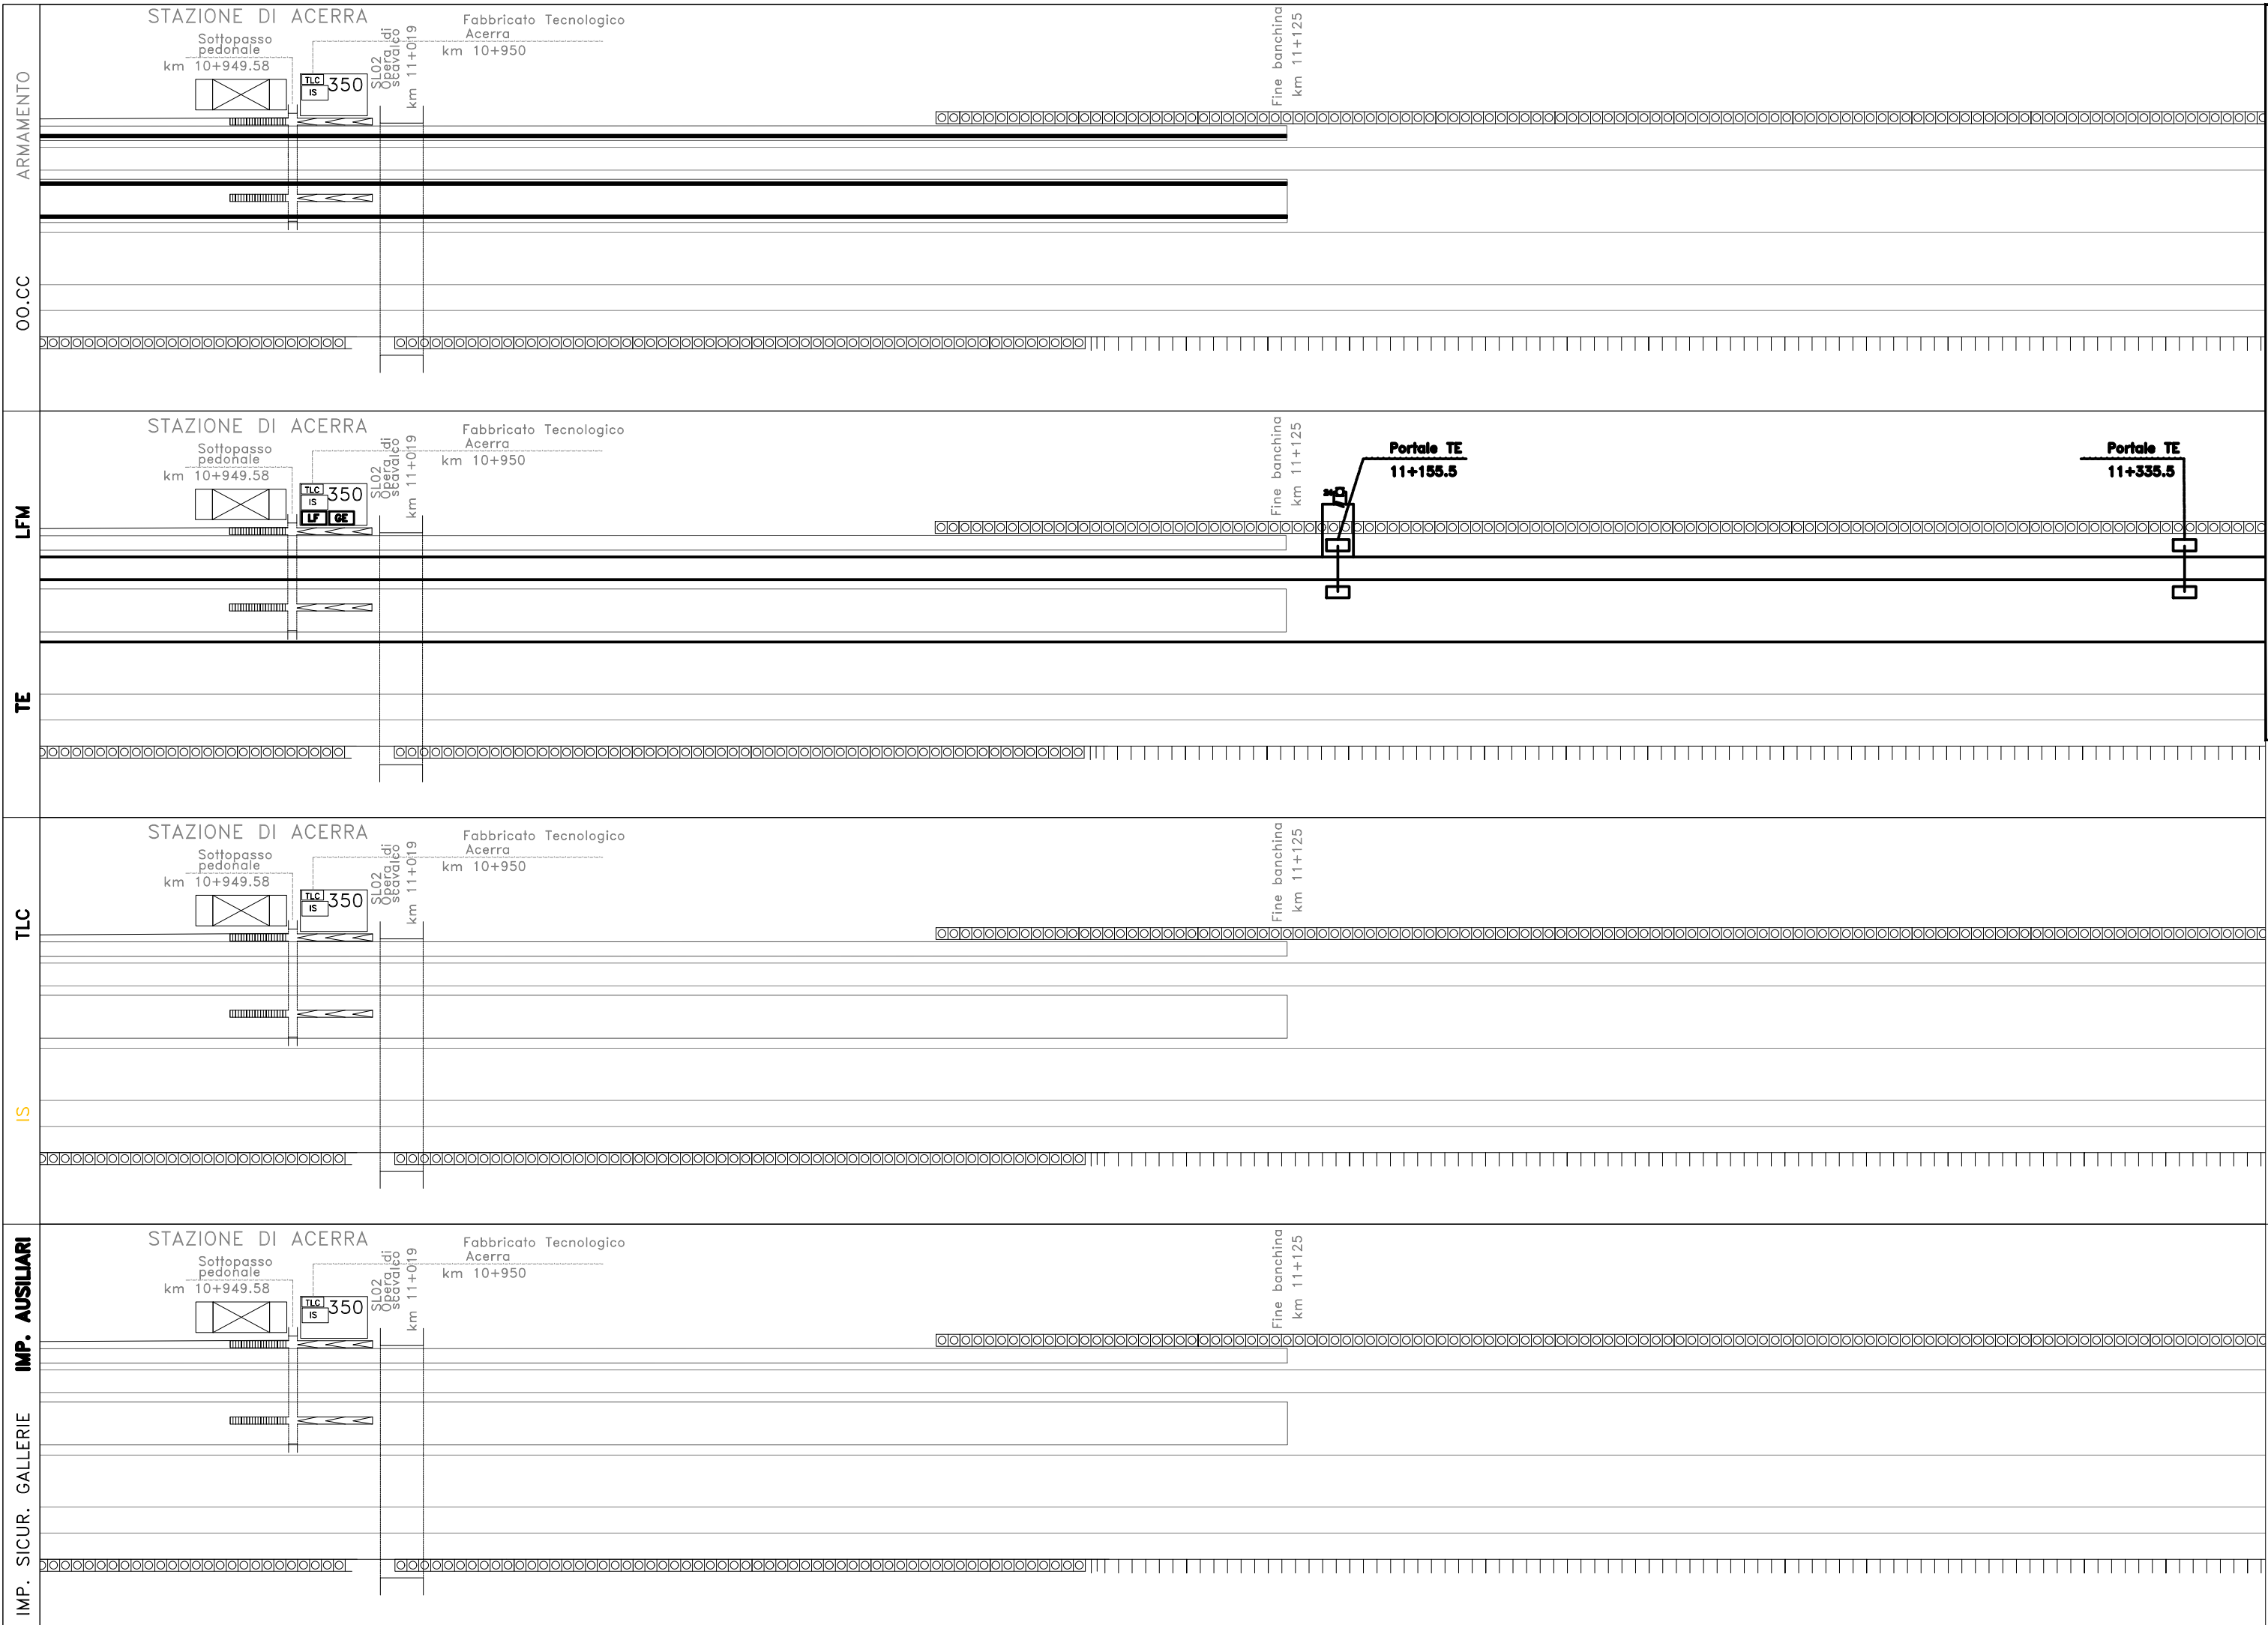 ARMAMENTO
OO.CC
STAZIONE DI ACERRA
Sottopasso
pedonale
km 10+949.58
TLC
IS
350
SL02
Opera di
scavalco
km 11+019
Fabbricato Tecnologico
Acerra
km 10+950
Fine banchina
km 11+125
LFM
TE
STAZIONE DI ACERRA
Sottopasso
pedonale
km 10+949.58
TLC
IS
350
LF GE
SL02
Opera di
scavalco
km 11+019
Fabbricato Tecnologico
Acerra
km 10+950
Fine banchina
km 11+125
Portale TE
11+155.5
Portale TE
11+335.5
TLC
IS
STAZIONE DI ACERRA
Sottopasso
pedonale
km 10+949.58
TLC
IS
350
SL02
Opera di
scavalco
km 11+019
Fabbricato Tecnologico
Acerra
km 10+950
Fine banchina
km 11+125
IMP. AUSILIARI
IMP. SICUR. GALLERIE
STAZIONE DI ACERRA
Sottopasso
pedonale
km 10+949.58
TLC
IS
350
SL02
Opera di
scavalco
km 11+019
Fabbricato Tecnologico
Acerra
km 10+950
Fine banchina
km 11+125